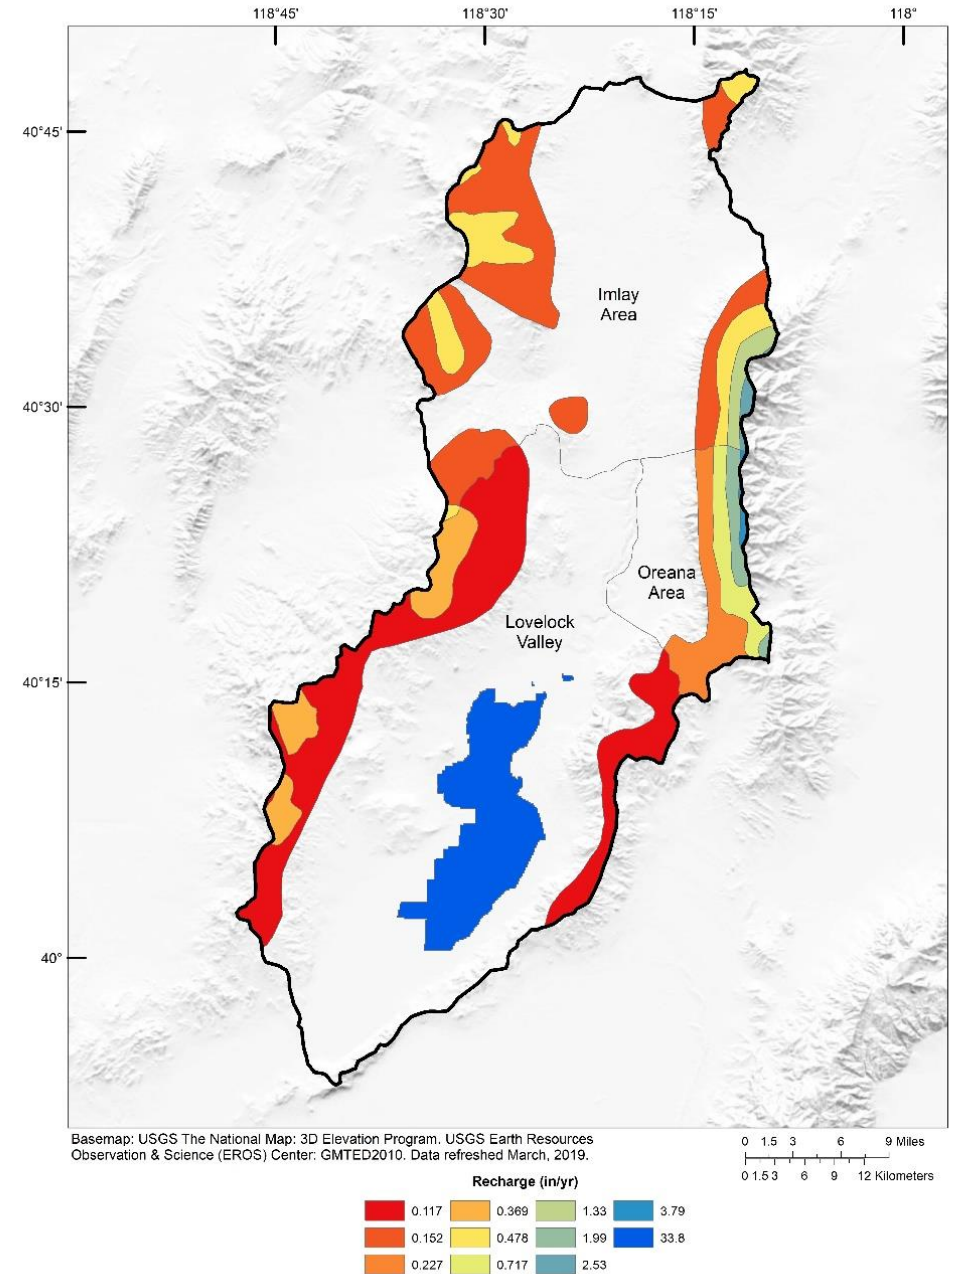 118°45' 118°30' 118°15' 118°
40°45'
Imlay
Area
40°30'
Oreana
Area
Lovelock
Valley
40°15'
40°
Basemap: USGS The National Map: 3D Elevation Program. USGS Earth Resources
Observation & Science (EROS) Center: GMTED2010. Data refreshed March, 2019.
0 1.5 3 6 9 Miles
0 1.5 3 6 9 12 Kilometers
Recharge (in/yr)
0.117 0.369 1.33 3.79
0.152 0.478 1.99 33.8
0.227 0.717 2.53